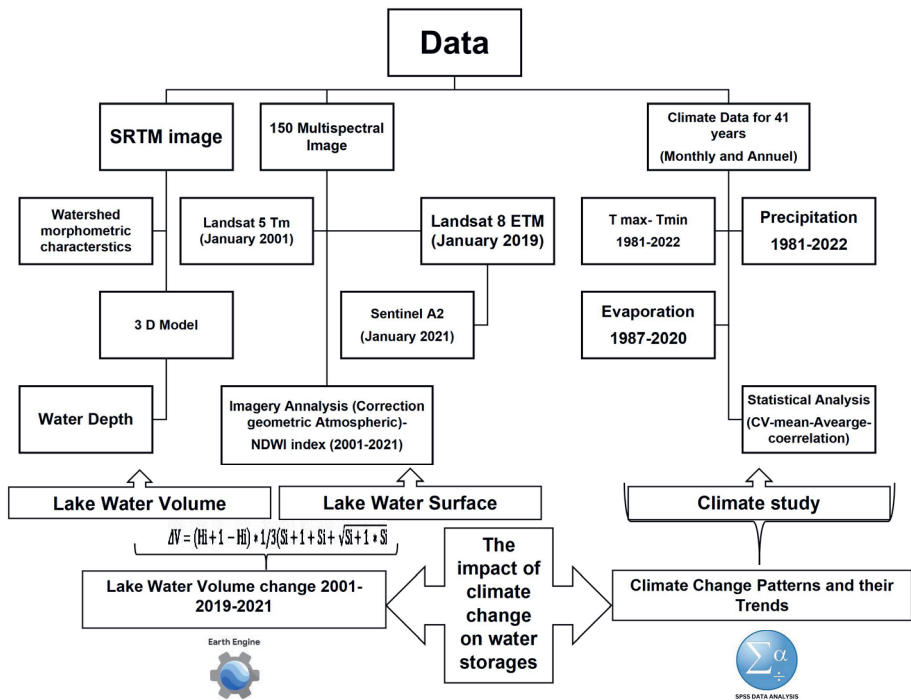 Data
SRTM image
150 Multispectral
Image
Climate Data for 41
years
(Monthly and Annuel)
Watershed
morphometric
characterstics
Landsat 5 Tm
(January 2001)
Landsat 8 ETM
(January 2019)
T max- Tmin
1981-2022
Precipitation
1981-2022
3 D Model
Sentinel A2
(January 2021)
Evaporation
1987-2020
Water Depth
Imagery Annalysis (Correction
geometric Atmospheric)-
NDWI index (2001-2021)
Statistical Analysis
(CV-mean-Avearge-
coerrelation)
Lake Water Volume
Lake Water Surface
Climate study
ΔV = (Hi+1 − Hi) * 1/3(Si+1 + Si + √Si+1 * Si
The
impact of
climate
change
on water
storages
Lake Water Volume change 2001-
2019-2021
Climate Change Patterns and their
Trends
Earth Engine
Σ α ÷
SPSS DATA ANALYSIS